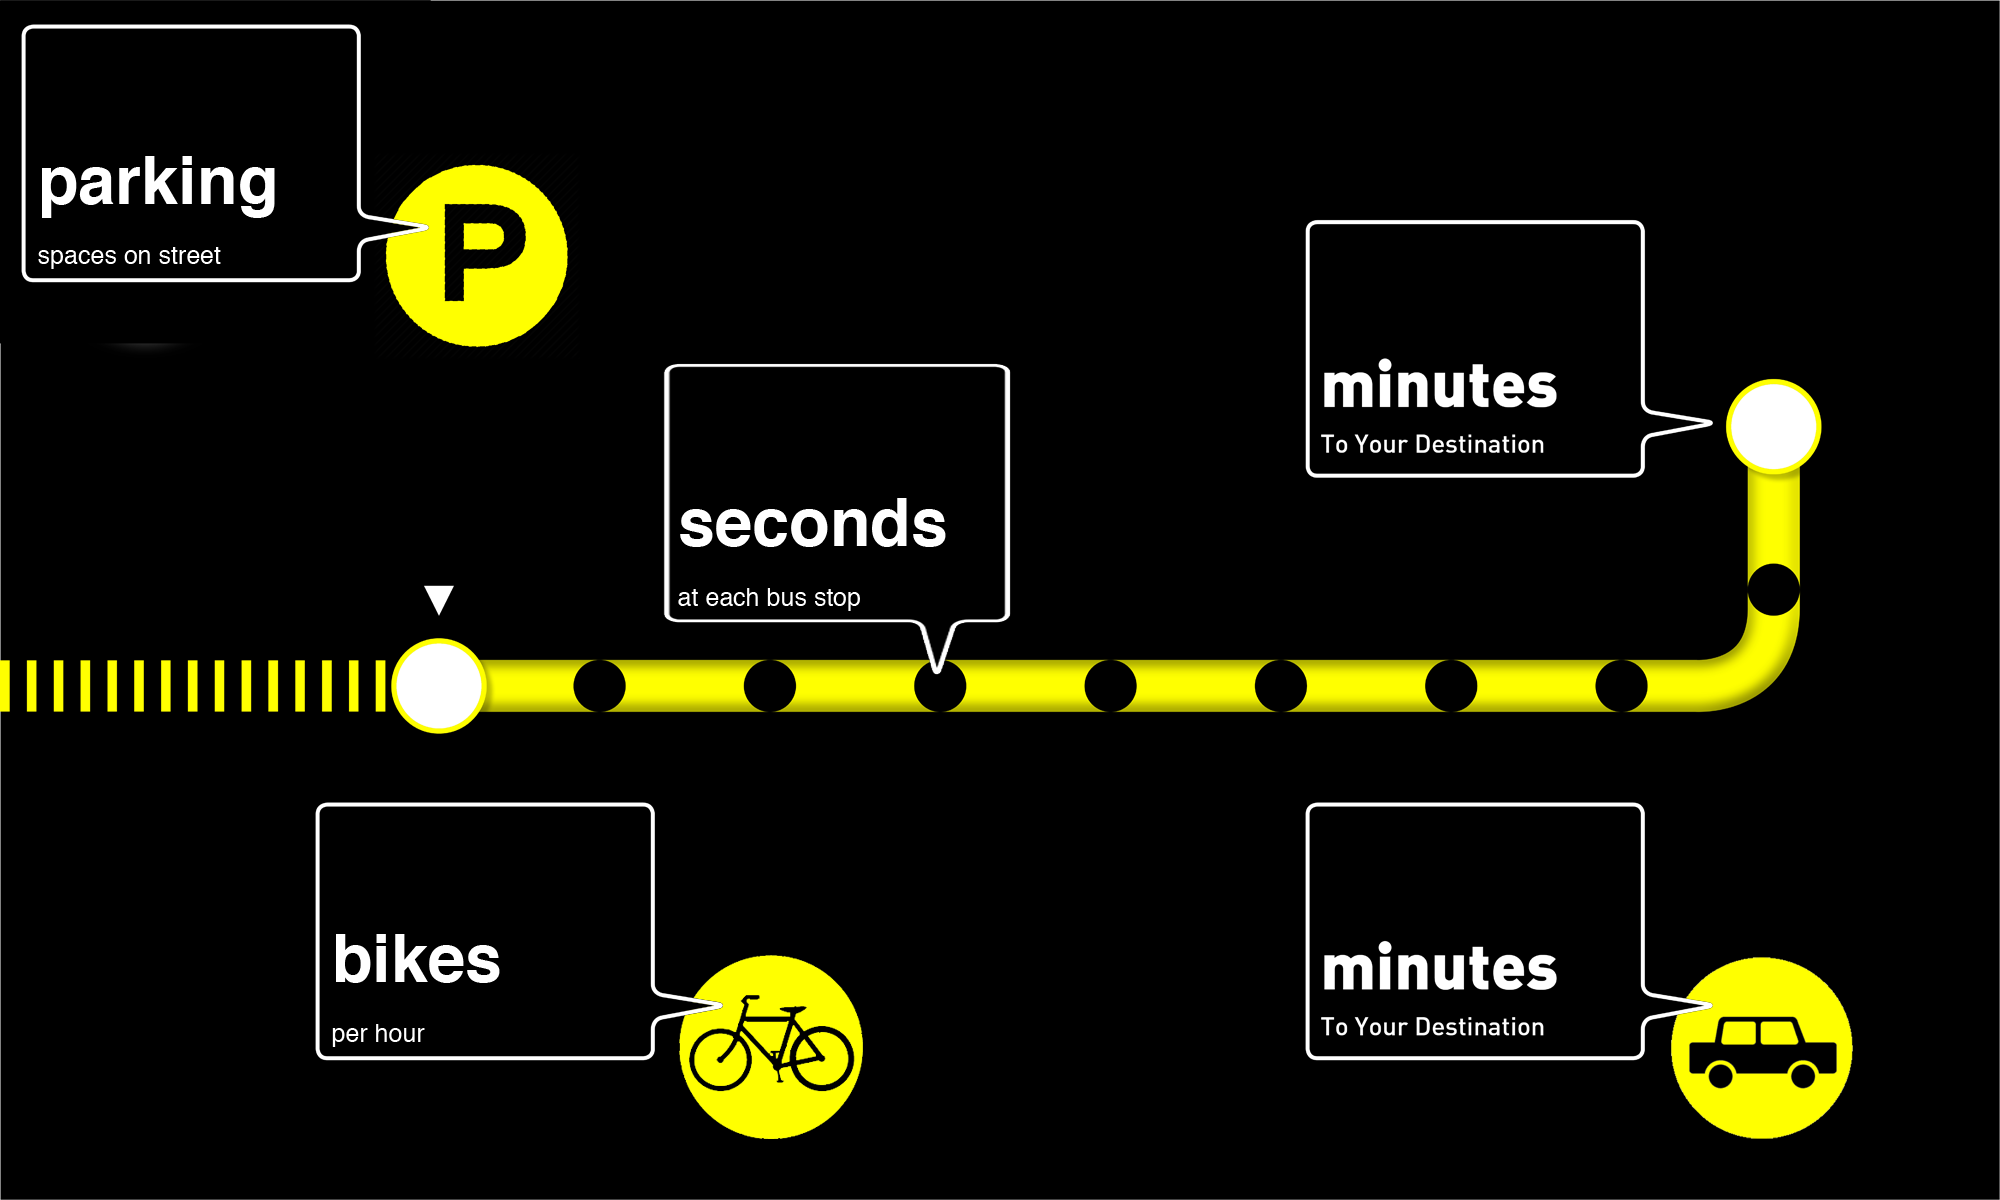 parking
spaces on street
P
minutes
To Your Destination
seconds
at each bus stop
bikes
per hour
minutes
To Your Destination